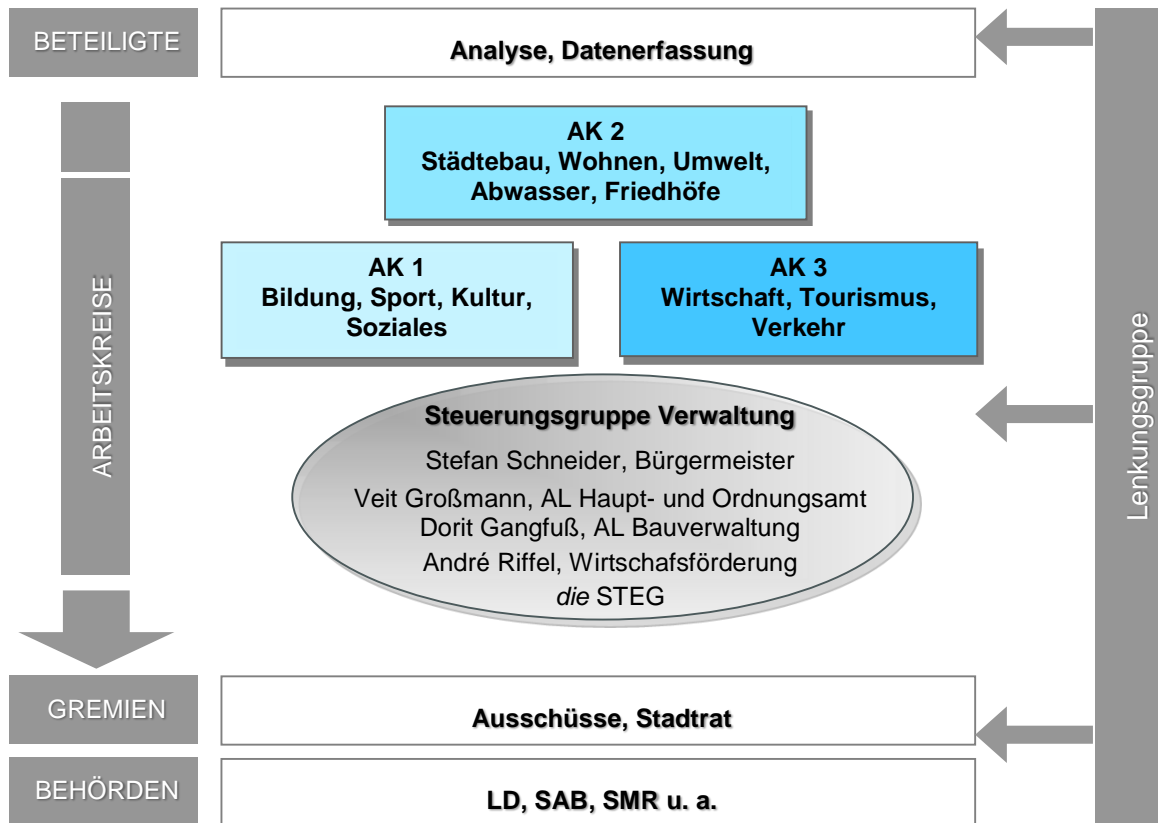 BETEILIGTE
Analyse, Datenerfassung
AK 2
Städtebau, Wohnen, Umwelt,
Abwasser, Friedhöfe
AK 1
Bildung, Sport, Kultur,
Soziales
AK 3
Wirtschaft, Tourismus,
Verkehr
ARBEITSKREISE
Steuerungsgruppe Verwaltung
Stefan Schneider, Bürgermeister
Veit Großmann, AL Haupt- und Ordnungsamt
Dorit Gangfuß, AL Bauverwaltung
André Riffel, Wirtschafsförderung
die STEG
Lenkungsgruppe
GREMIEN
Ausschüsse, Stadtrat
BEHÖRDEN
LD, SAB, SMR u. a.